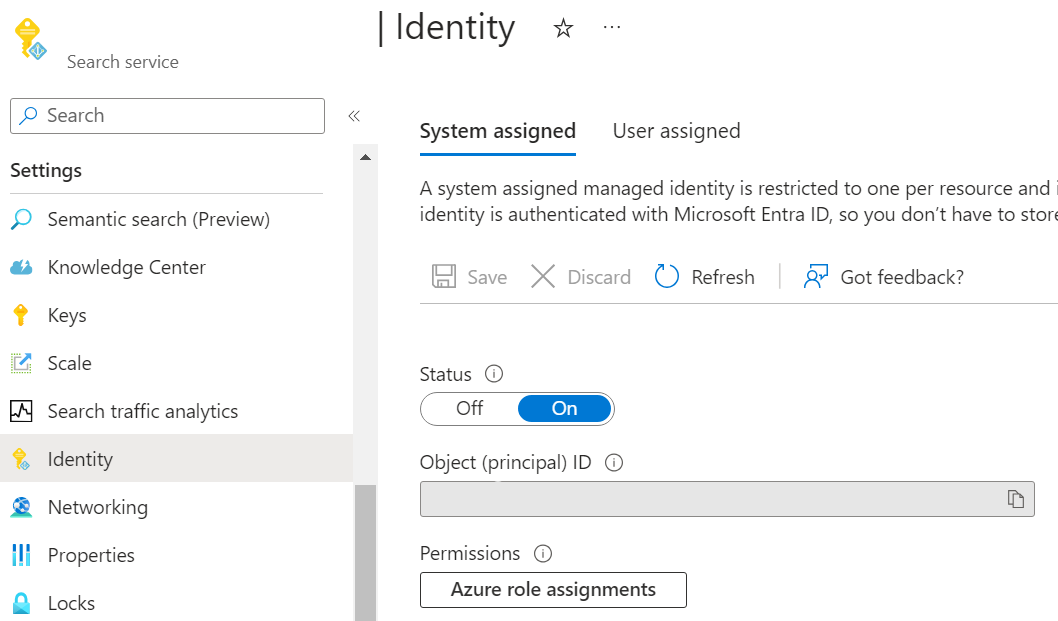 | Identity
Search service
Search
Settings
Semantic search (Preview)
Knowledge Center
Keys
Scale
Search traffic analytics
Identity
Networking
Properties
Locks
System assigned
User assigned
A system assigned managed identity is restricted to one per resource and
identity is authenticated with Microsoft Entra ID, so you don’t have to store
Save
Discard
Refresh
Got feedback?
Status
Off
On
Object (principal) ID
Permissions
Azure role assignments